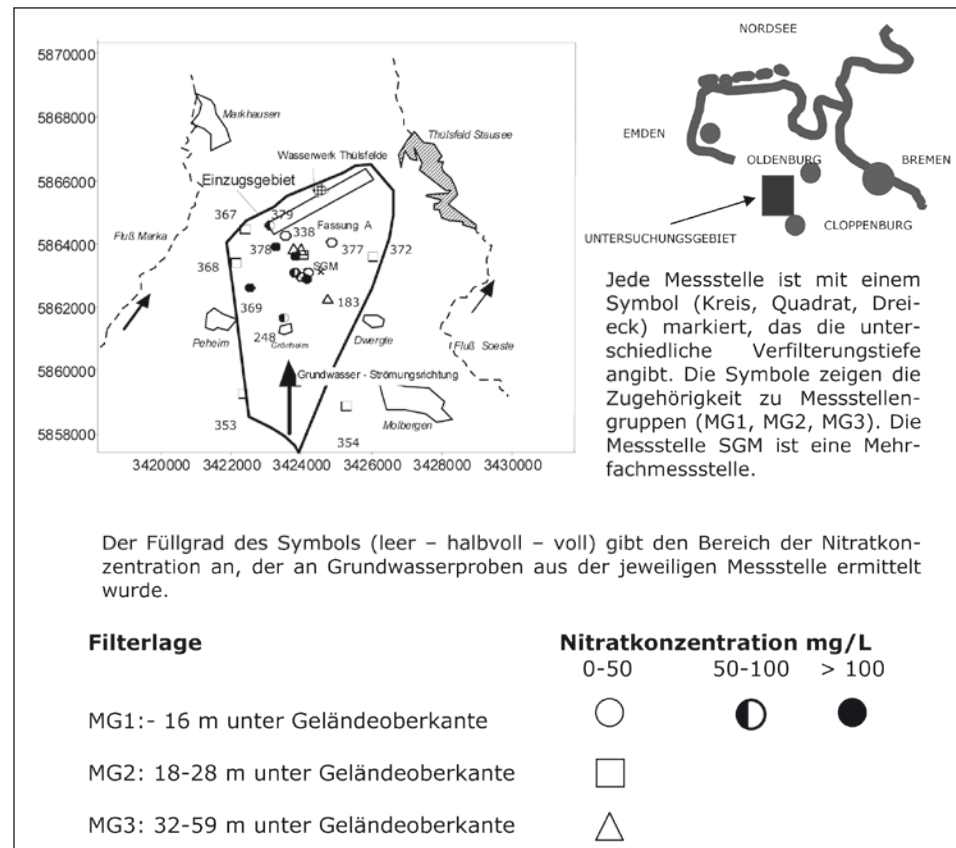 5870000
5868000
5866000
5864000
5862000
5860000
5858000
3420000 3422000 3424000 3426000 3428000 3430000
Markhausen
Thülsfeld Stausee
Wasserwerk Thülsfelde
Einzugsgebiet
367
379
338
Fassung A
Fluß Marka
378
377
372
368
SGM
369
183
248
Peheim
Dwergte
Fluß Soeste
Grundwasser - Strömungsrichtung
353
354
Molbergen
NORDSEE
EMDEN
OLDENBURG
BREMEN
UNTERSUCHUNGSGEBIET
CLOPPENBURG
Jede Messstelle ist mit einem
Symbol (Kreis, Quadrat, Drei-
eck) markiert, das die unter-
schiedliche Verfilterungstiefe
angibt. Die Symbole zeigen die
Zugehörigkeit zu Messstellen-
gruppen (MG1, MG2, MG3). Die
Messstelle SGM ist eine Mehr-
fachmessstelle.
Der Füllgrad des Symbols (leer – halbvoll – voll) gibt den Bereich der Nitratkon-
zentration an, der an Grundwasserproben aus der jeweiligen Messstelle ermittelt
wurde.
Filterlage Nitratkonzentration mg/L
0-50 50-100 > 100
MG1:- 16 m unter Geländeoberkante
MG2: 18-28 m unter Geländeoberkante
MG3: 32-59 m unter Geländeoberkante